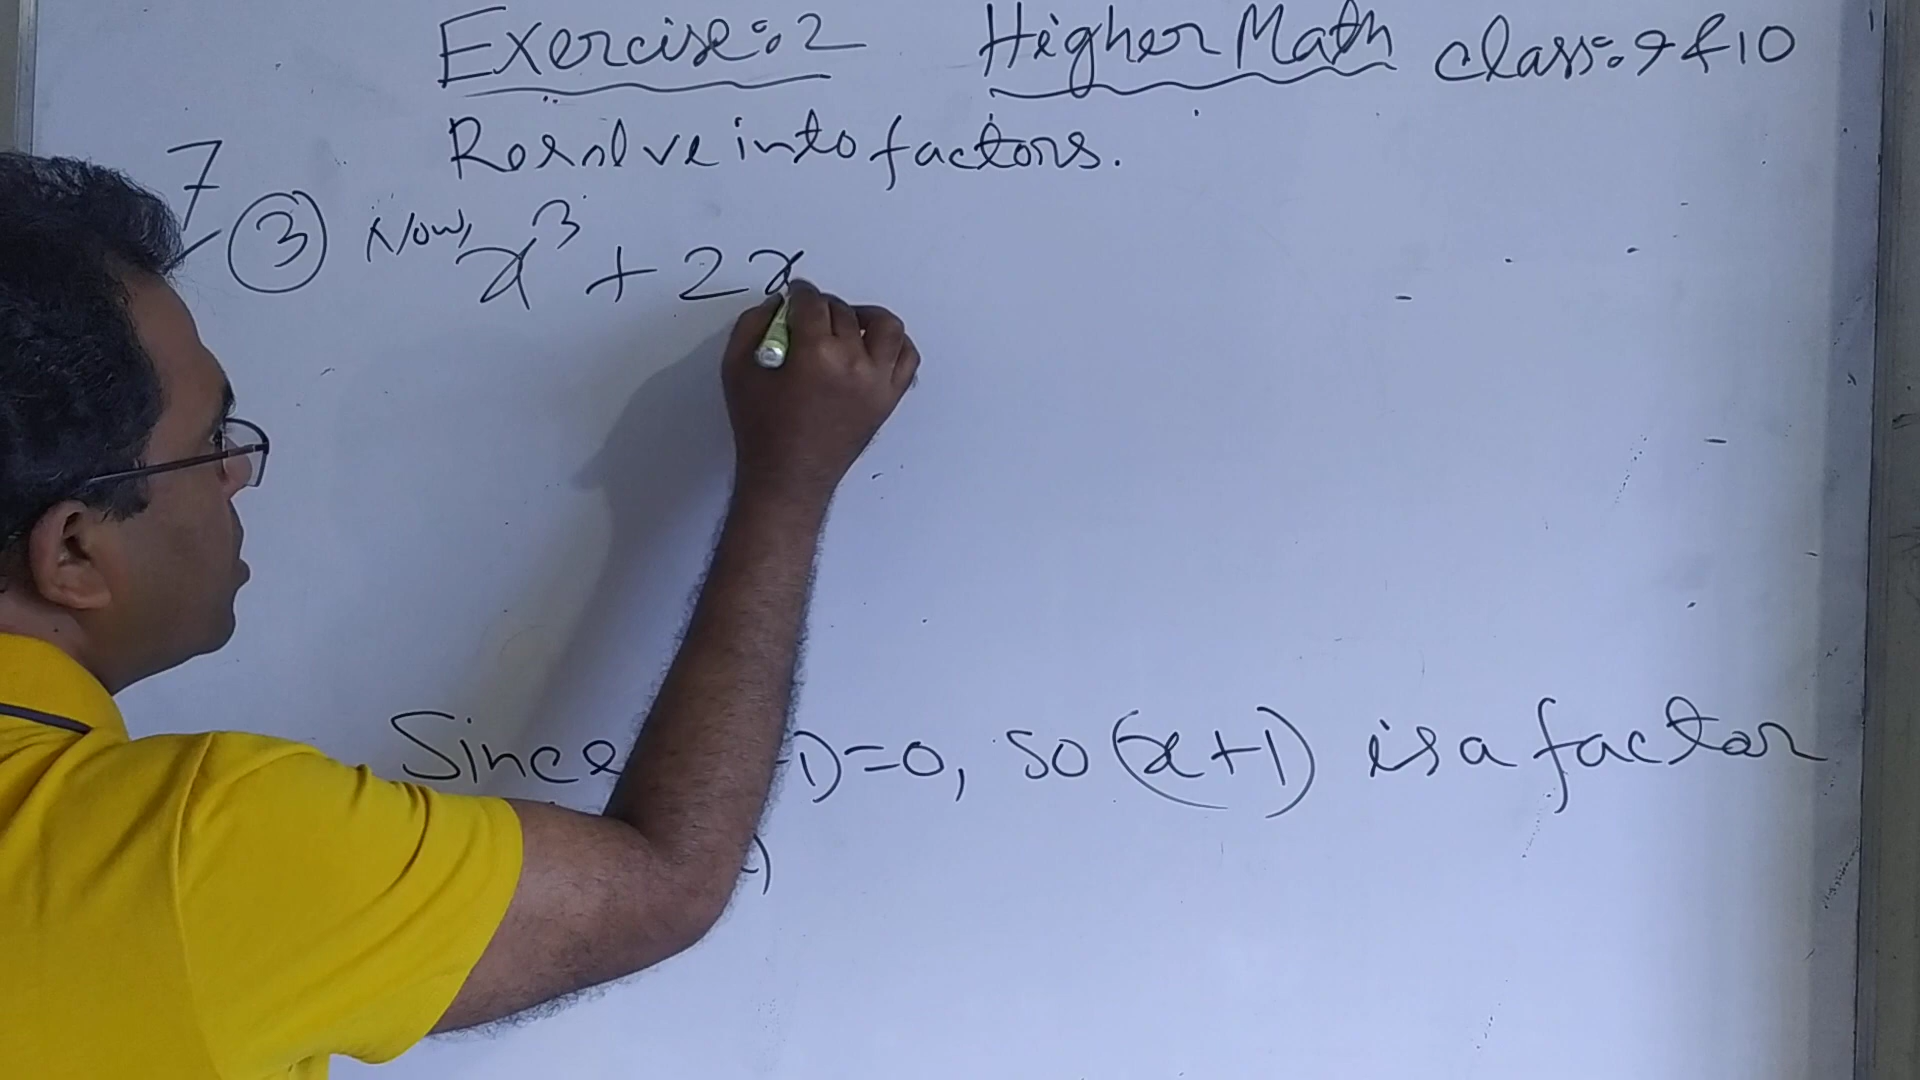 Exercise:2 Higher Math class: 9 & 10
Resolve into factors.
7
③ Now, x³ + 2x
Since -1)=0, so (x+1) is a factor
)